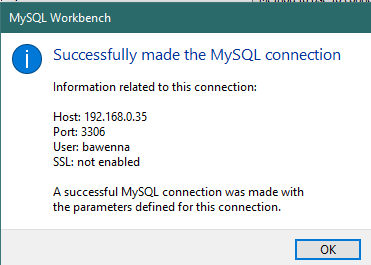 MySQL Workbench
Successfully made the MySQL connection
Information related to this connection:
Host: 192.168.0.35
Port: 3306
User: bawenna
SSL: not enabled
A successful MySQL connection was made with
the parameters defined for this connection.
OK